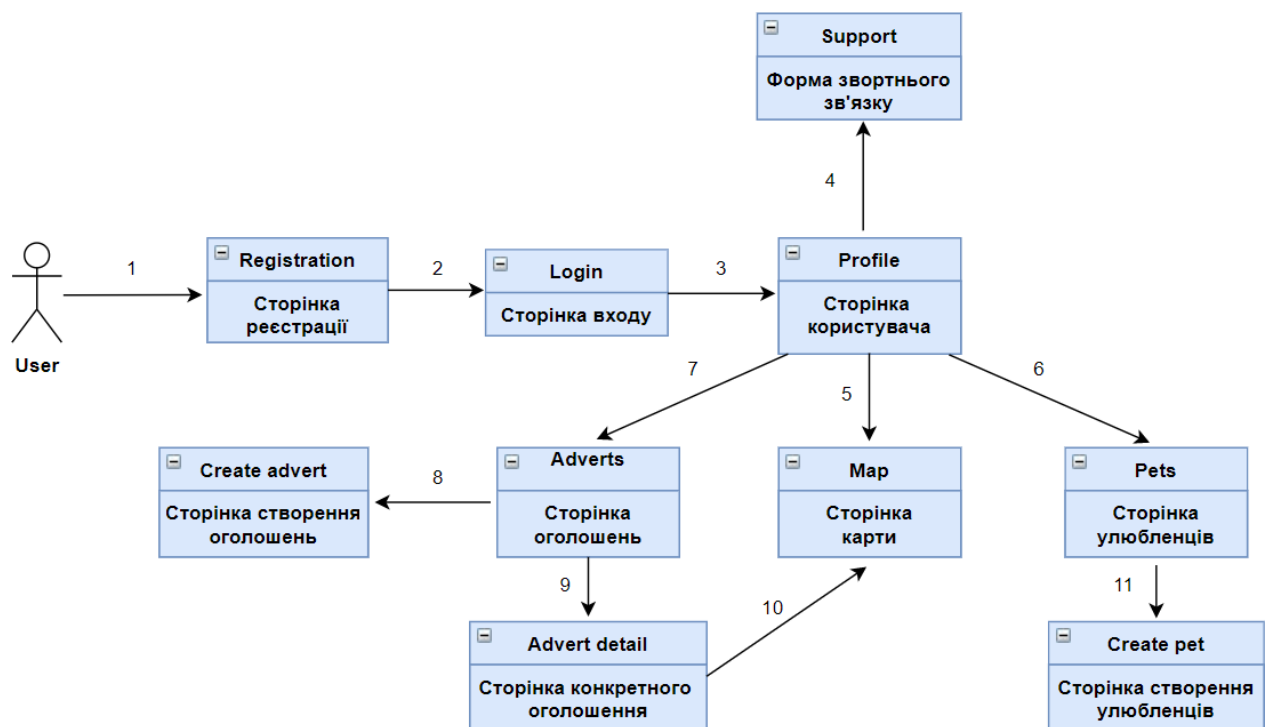 Support
Форма звортнього
зв'язку
4
1
Registration
Сторінка
реєстрації
2
Login
Сторінка входу
3
Profile
Сторінка
користувача
User
7
5
6
Create advert
Сторінка створення
оголошень
8
Adverts
Сторінка
оголошень
Map
Сторінка
карти
Pets
Сторінка
улюбленців
9
10
11
Advert detail
Сторінка конкретного
оголошення
Create pet
Сторінка створення
улюбленців